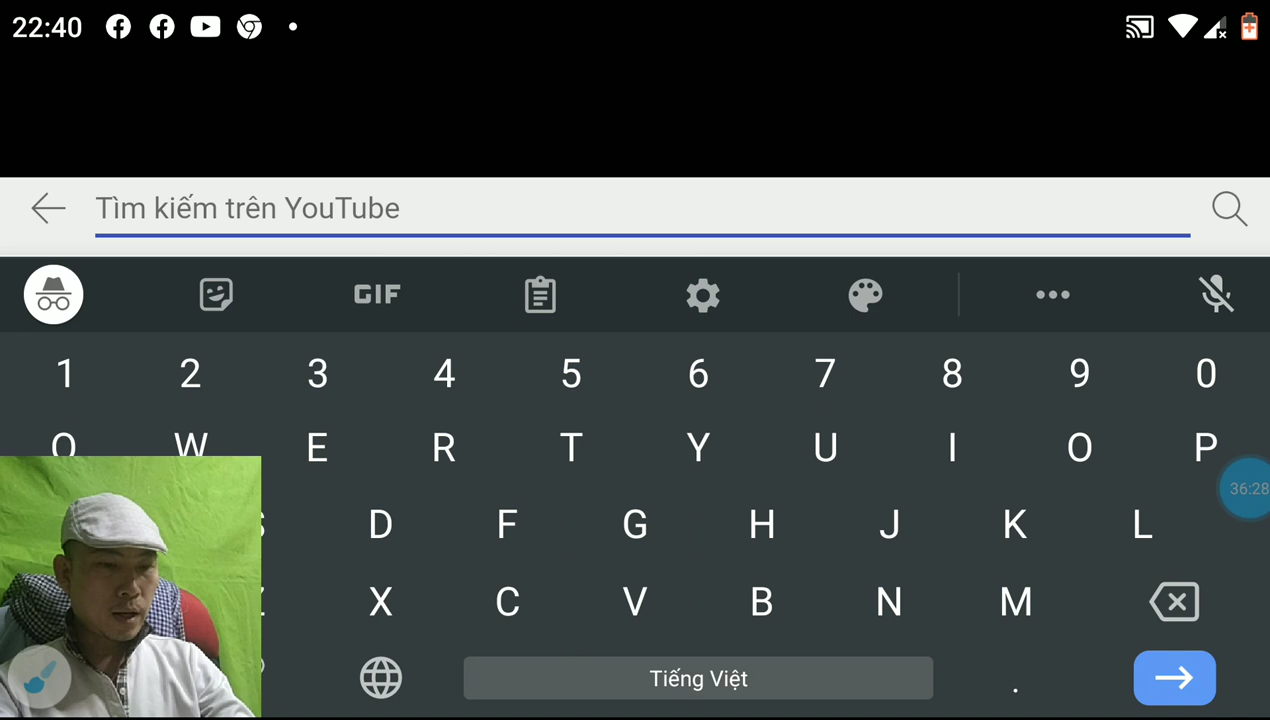 22:40
Tìm kiếm trên YouTube
GIF
1 2 3 4 5 6 7 8 9 0
Q W E R T Y U I O P
36:28
D F G H J K L
X C V B N M
Tiếng Việt .